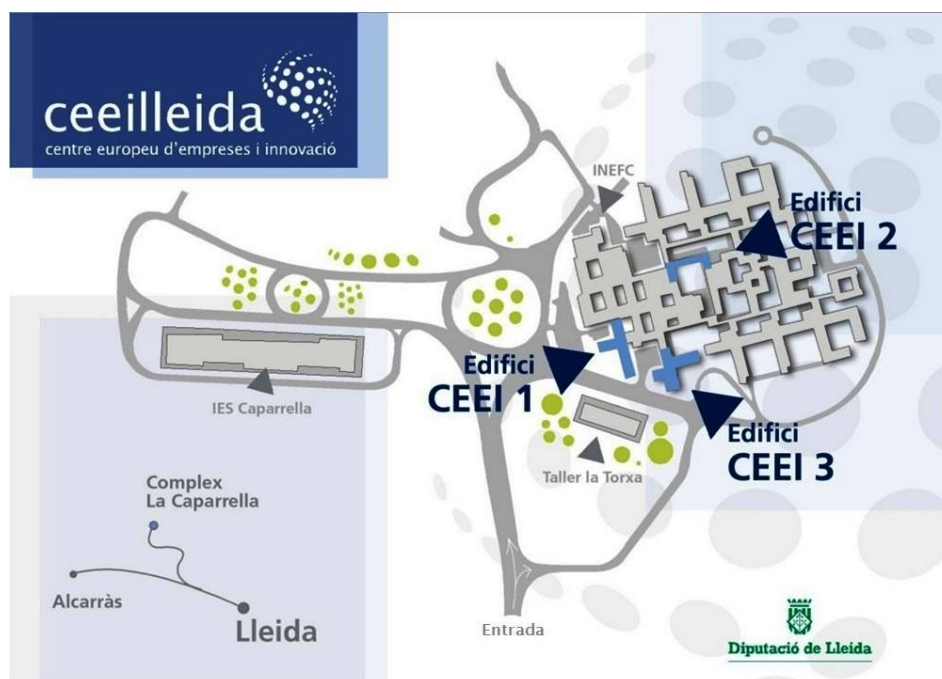 ceeilleida
centre europeu d'empreses i innovació
INEFC
Edifici
CEEI 2
Edifici
CEEI 1
IES Caparrella
Edifici
CEEI 3
Taller la Torxa
Complex
La Caparrella
Alcarràs
Lleida
Entrada
Diputació de Lleida